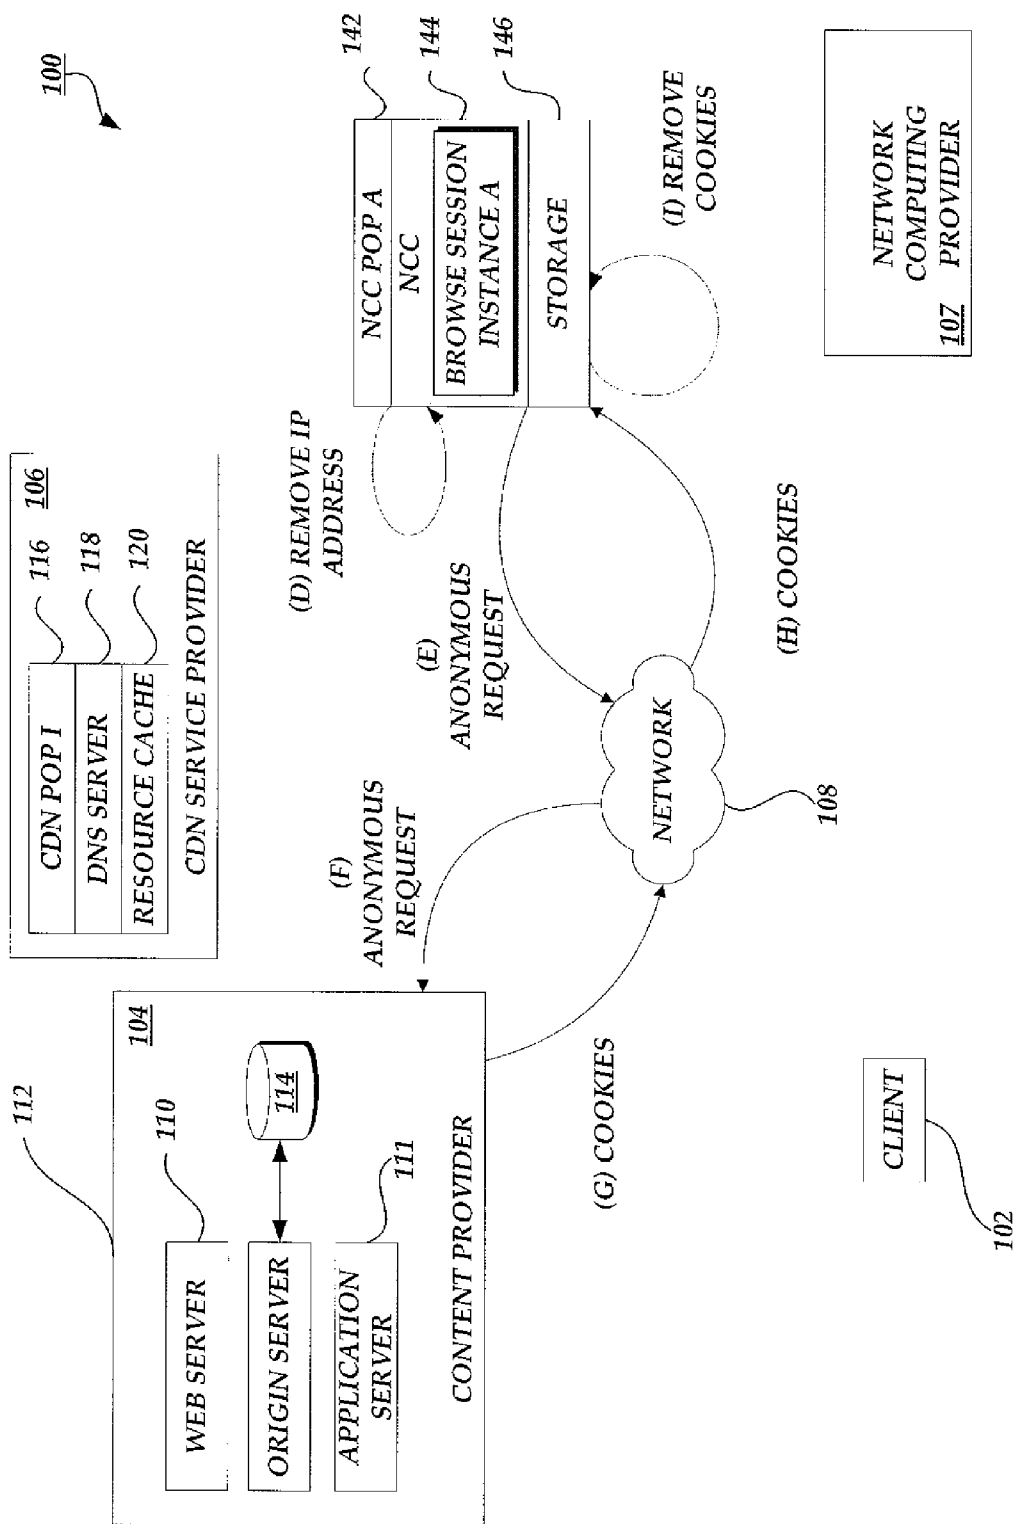 100
112
104
110
WEB SERVER
114
ORIGIN SERVER
111
APPLICATION
SERVER
CONTENT PROVIDER
106
116
CDN POP I
118
DNS SERVER
120
RESOURCE CACHE
CDN SERVICE PROVIDER
142
NCC POP A
144
NCC
BROWSE SESSION
INSTANCE A
146
STORAGE
(D) REMOVE IP
ADDRESS
(E)
ANONYMOUS
REQUEST
(F)
ANONYMOUS
REQUEST
(G) COOKIES
(H) COOKIES
(I) REMOVE
COOKIES
NETWORK
108
CLIENT
102
NETWORK
COMPUTING
PROVIDER
107